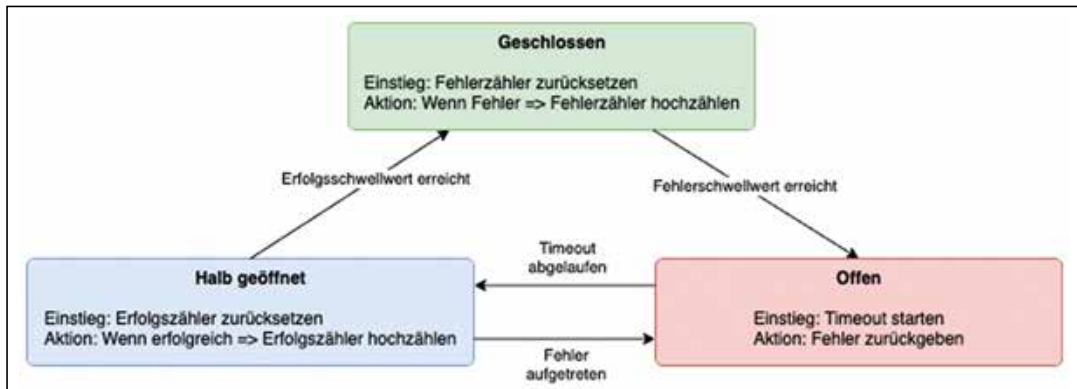 Geschlossen
Einstieg: Fehlerzähler zurücksetzen
Aktion: Wenn Fehler => Fehlerzähler hochzählen
Erfolgsschwellwert erreicht
Fehlerschwellwert erreicht
Timeout
abgelaufen
Halb geöffnet
Einstieg: Erfolgszähler zurücksetzen
Aktion: Wenn erfolgreich => Erfolgszähler hochzählen
Offen
Einstieg: Timeout starten
Aktion: Fehler zurückgeben
Fehler
aufgetreten